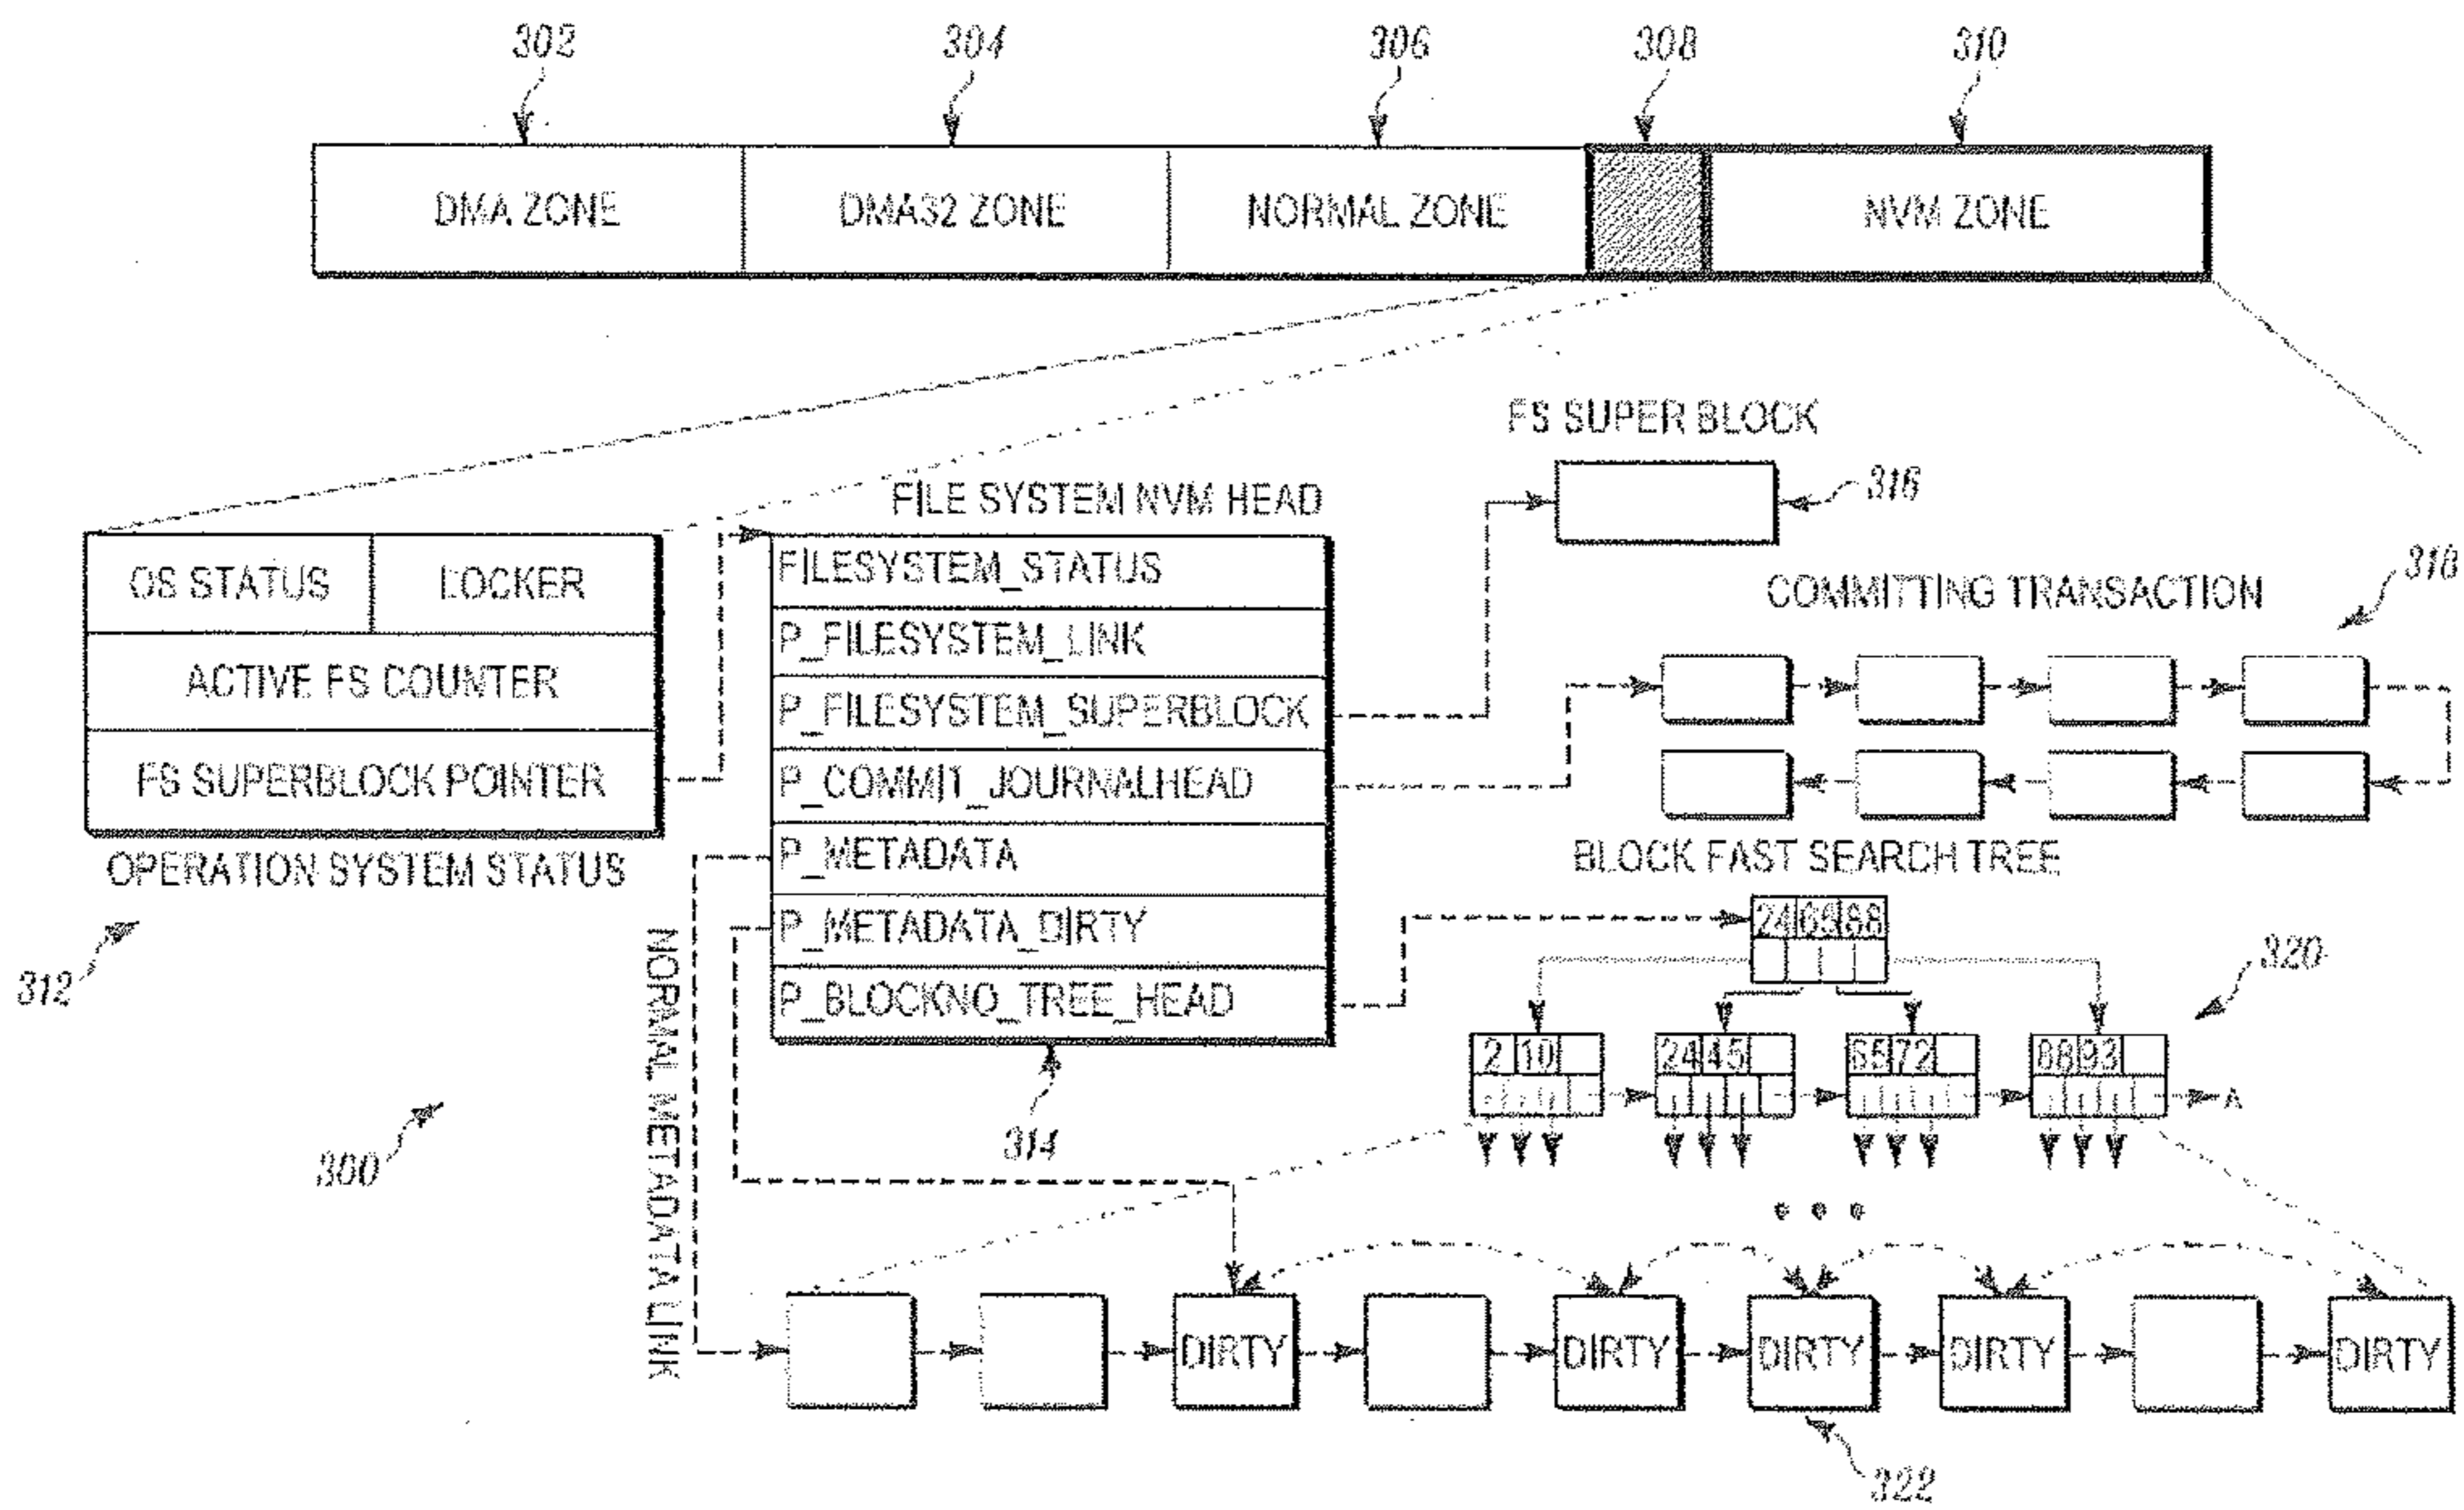 302 304 306 308 310
DMA ZONE DMA32 ZONE NORMAL ZONE NVM ZONE
FS SUPER BLOCK
316
FILE SYSTEM NVM HEAD
OS STATUS LOCKER
ACTIVE FS COUNTER
FS SUPERBLOCK POINTER
OPERATION SYSTEM STATUS
312
FILESYSTEM_STATUS
P_FILESYSTEM_LINK
P_FILESYSTEM_SUPERBLOCK
P_COMMIT_JOURNALHEAD
P_METADATA
P_METADATA_DIRTY
P_BLOCKNO_TREE_HEAD
314
318
COMMITTING TRANSACTION
BLOCK FAST SEARCH TREE
24 65 88
320
2 10 24 45 65 72 88 93
A
300
NORMAL METADATA LINK
DIRTY DIRTY DIRTY DIRTY DIRTY
322